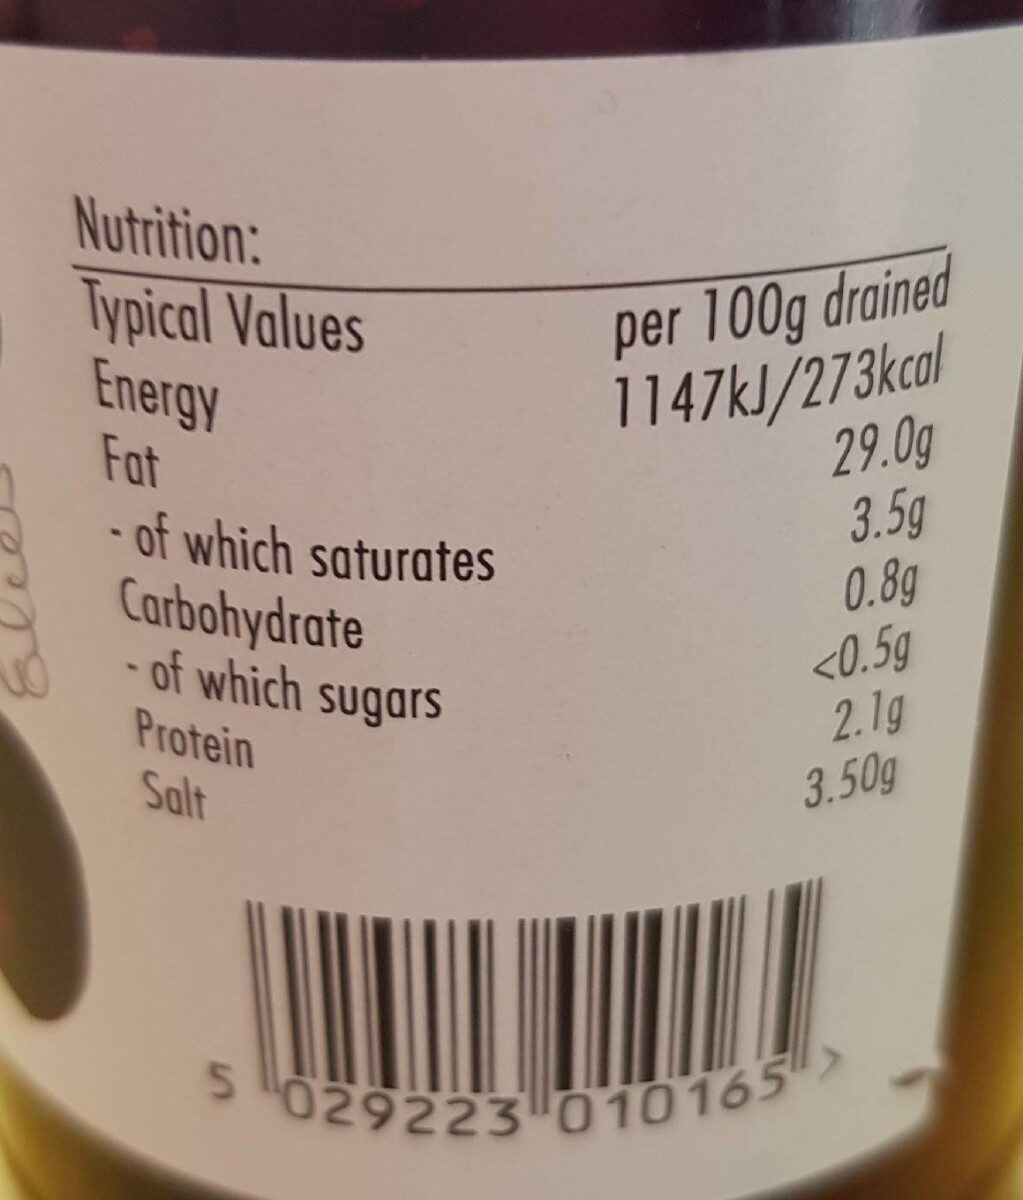 Nutrition:
Typical Values per 100g drained
Energy 1147kJ/273kcal
Fat 29.0g
- of which saturates 3.5g
Carbohydrate 0.8g
- of which sugars <0.5g
Protein 2.1g
Salt 3.50g
5 029223 010165 >